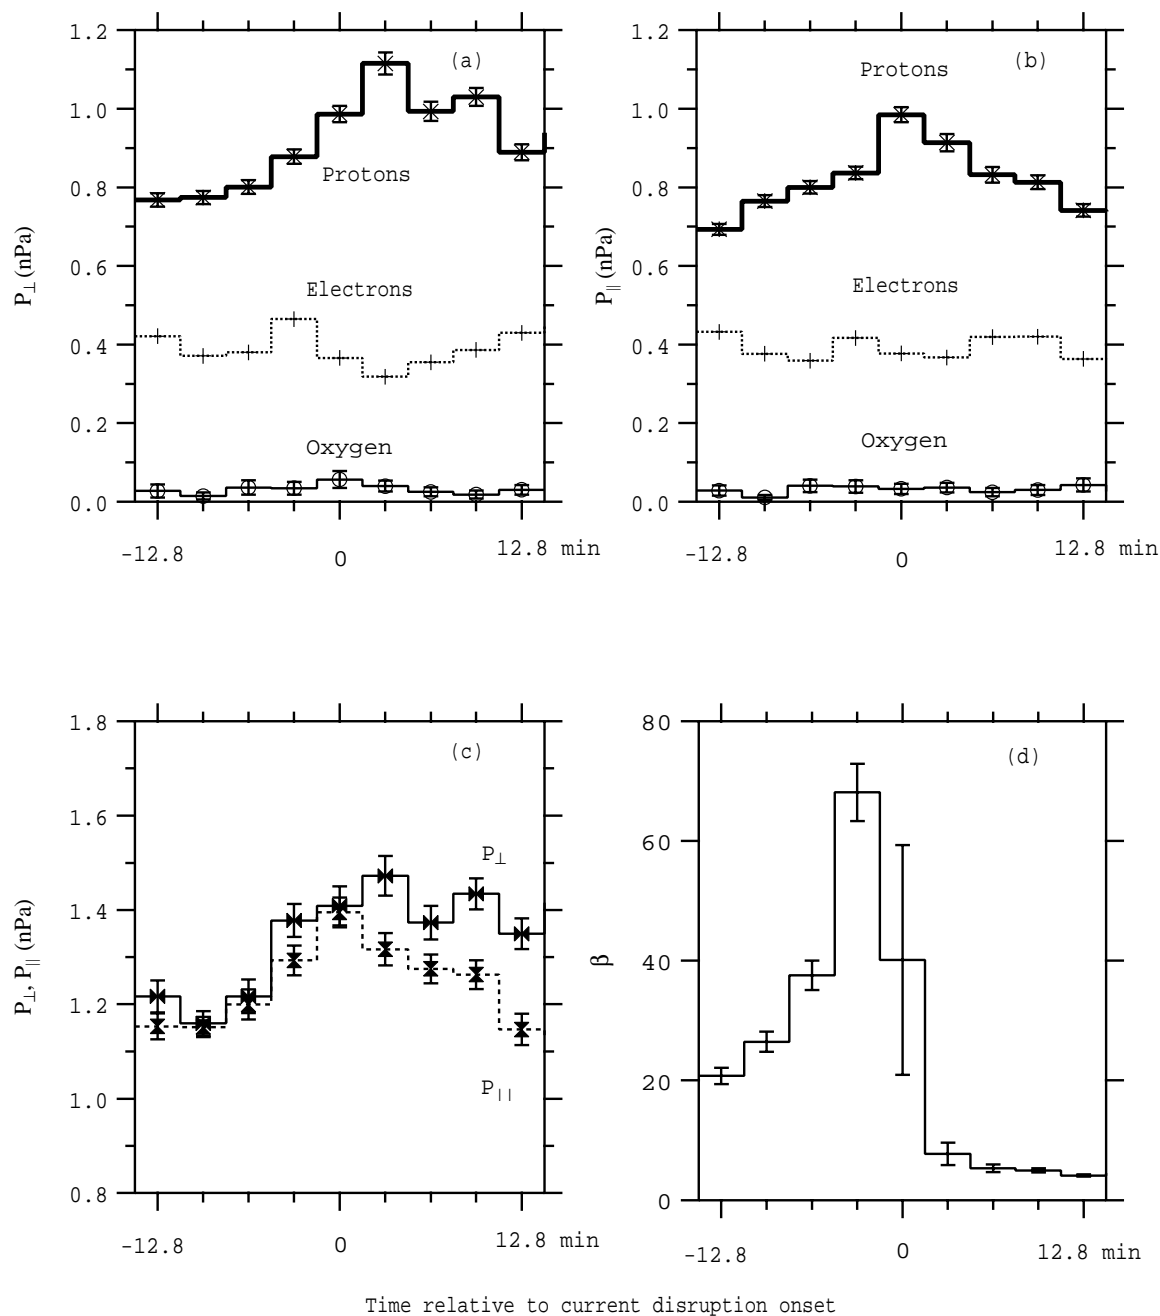 1.2
1.0
0.8
0.6
0.4
0.2
0.0
P⊥ (nPa)
(a)
Protons
Electrons
Oxygen
-12.8
0
12.8 min
1.2
1.0
0.8
0.6
0.4
0.2
0.0
P∥ (nPa)
(b)
Protons
Electrons
Oxygen
-12.8
0
12.8 min
1.8
1.6
1.4
1.2
1.0
0.8
P⊥, P∥ (nPa)
(c)
P⊥
P||
-12.8
0
12.8 min
80
60
40
20
0
β
(d)
-12.8
0
12.8 min
Time relative to current disruption onset